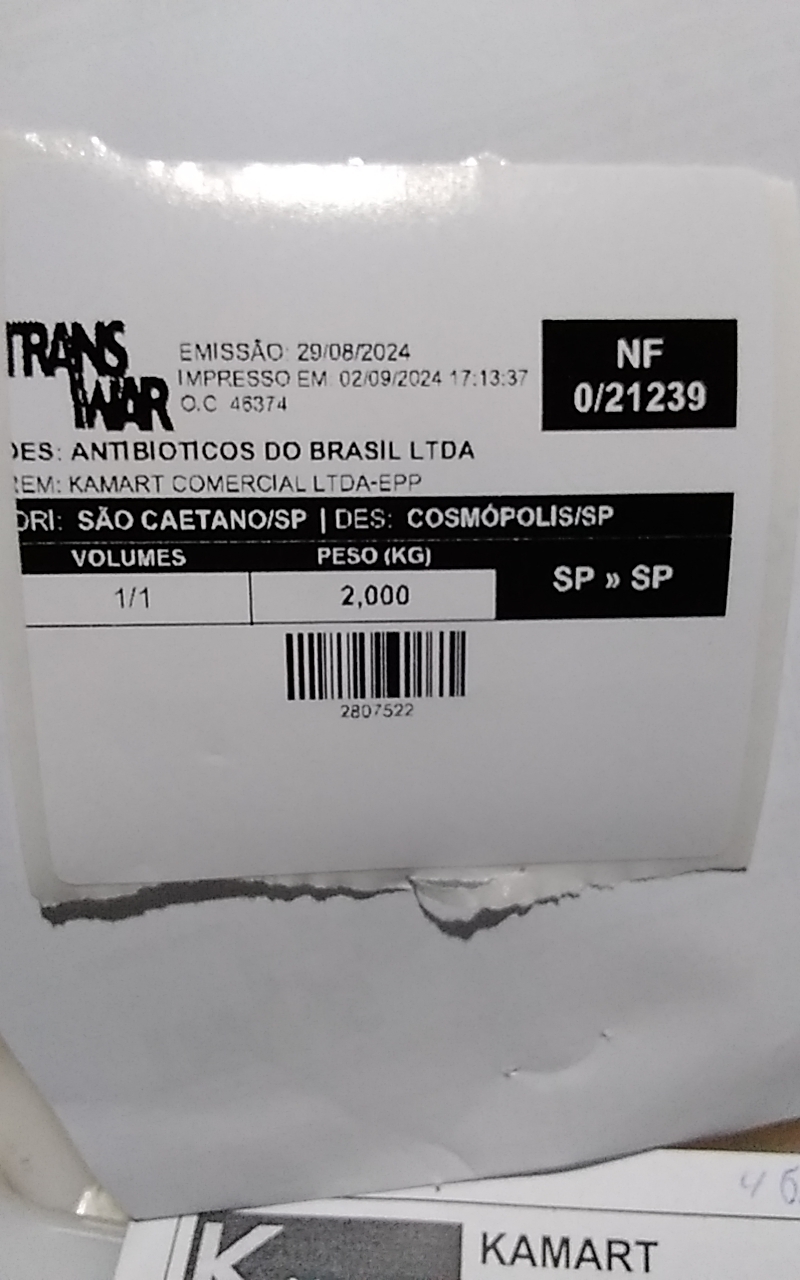 TRANS
WAR
EMISSÃO: 29/08/2024
IMPRESSO EM: 02/09/2024 17:13:37
O.C 46374
NF
0/21239
DES: ANTIBIOTICOS DO BRASIL LTDA
REM: KAMART COMERCIAL LTDA-EPP
ORI: SÃO CAETANO/SP | DES: COSMÓPOLIS/SP
VOLUMES
PESO (KG)
SP » SP
1/1
2,000
2807522
46
K
KAMART